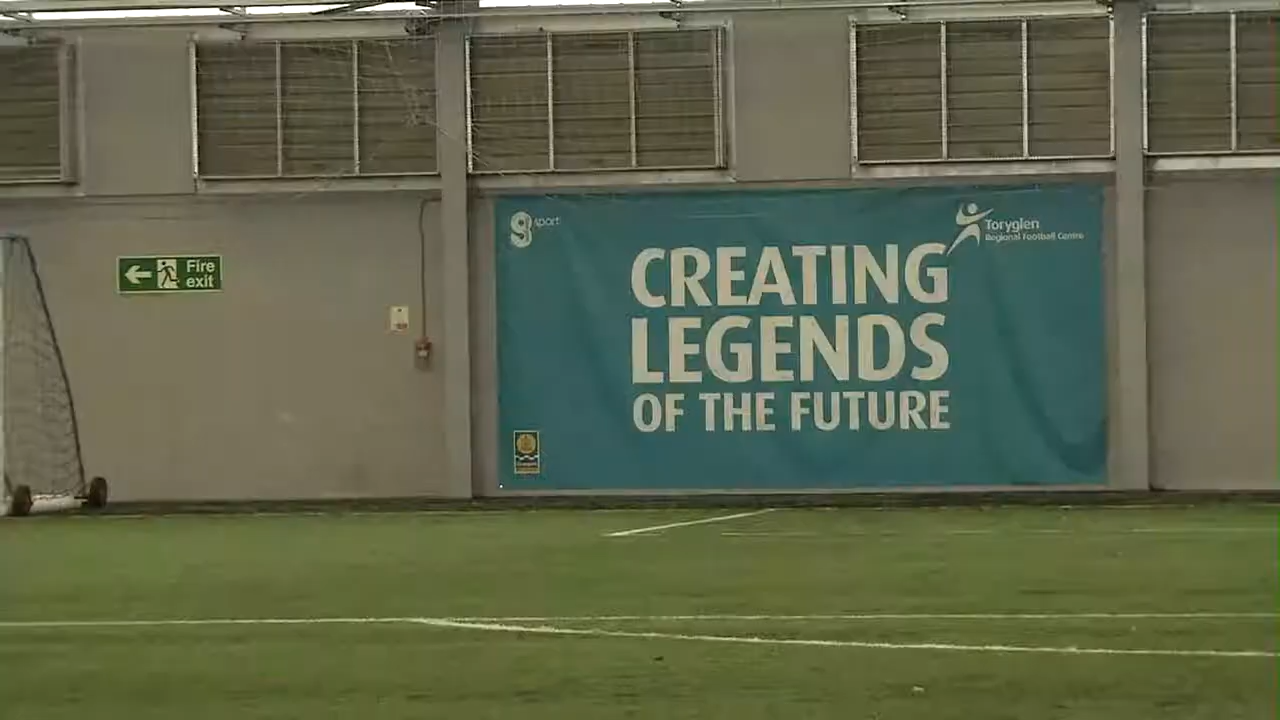 sport
Toryglen
Regional Football Centre
Fire
exit
CREATING
LEGENDS
OF THE FUTURE